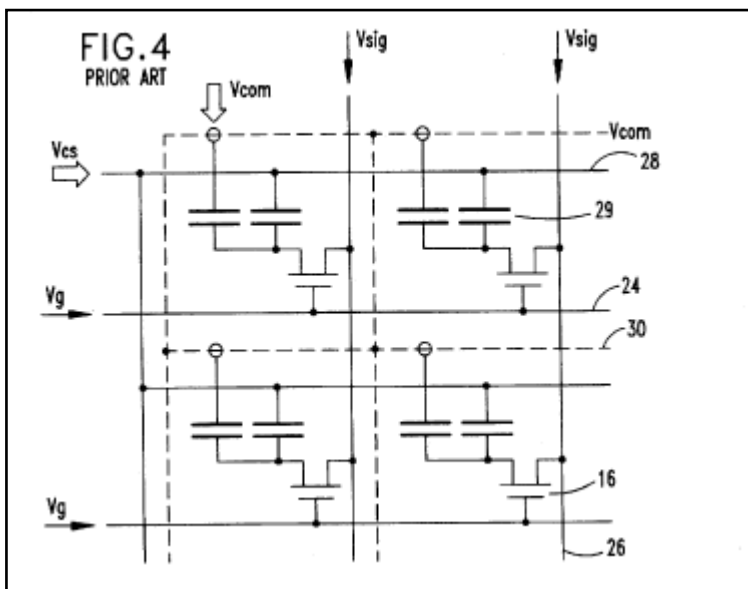 FIG.4
PRIOR ART
Vsig
Vsig
Vcom
Vcom
Vcs
28
29
Vg
24
30
16
Vg
26